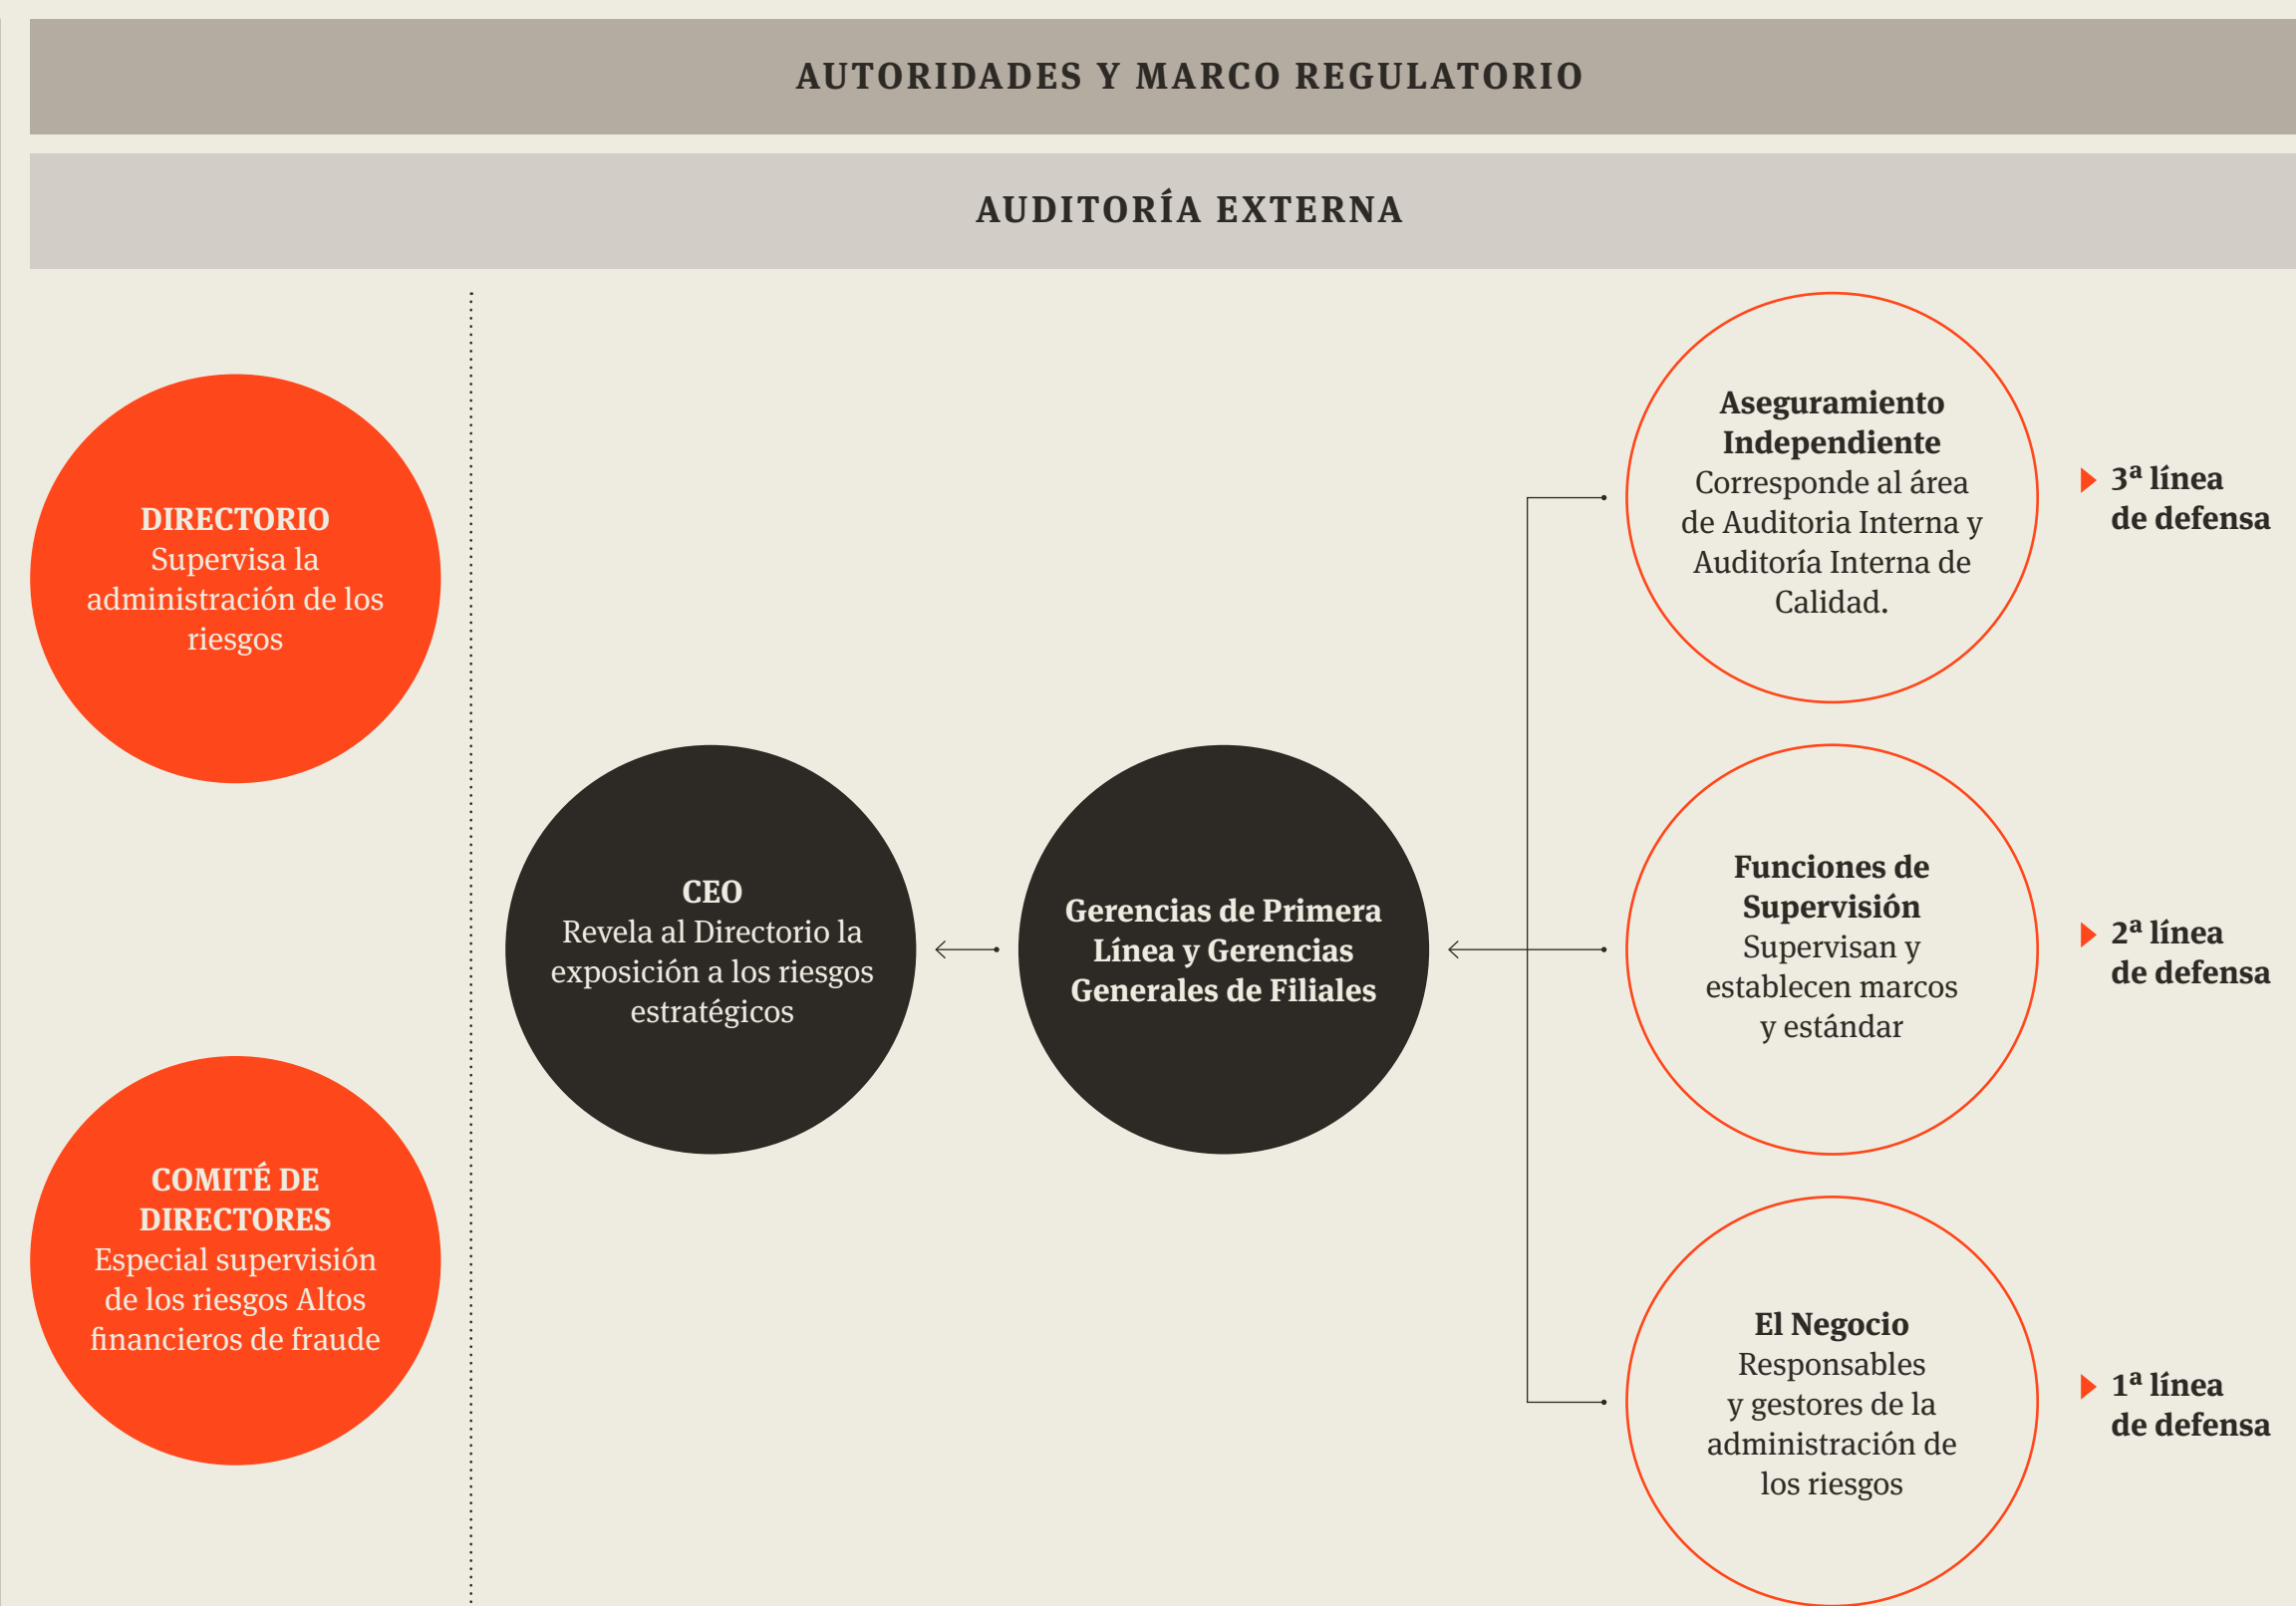 AUTORIDADES Y MARCO REGULATORIO
AUDITORÍA EXTERNA
DIRECTORIO
Supervisa la
administración de los
riesgos
COMITÉ DE
DIRECTORES
Especial supervisión
de los riesgos Altos
financieros de fraude
CEO
Revela al Directorio la
exposición a los riesgos
estratégicos
Gerencias de Primera
Línea y Gerencias
Generales de Filiales
Aseguramiento
Independiente
Corresponde al área
de Auditoria Interna y
Auditoría Interna de
Calidad.
3ª línea
de defensa
Funciones de
Supervisión
Supervisan y
establecen marcos
y estándar
2ª línea
de defensa
El Negocio
Responsables
y gestores de la
administración de
los riesgos
1ª línea
de defensa